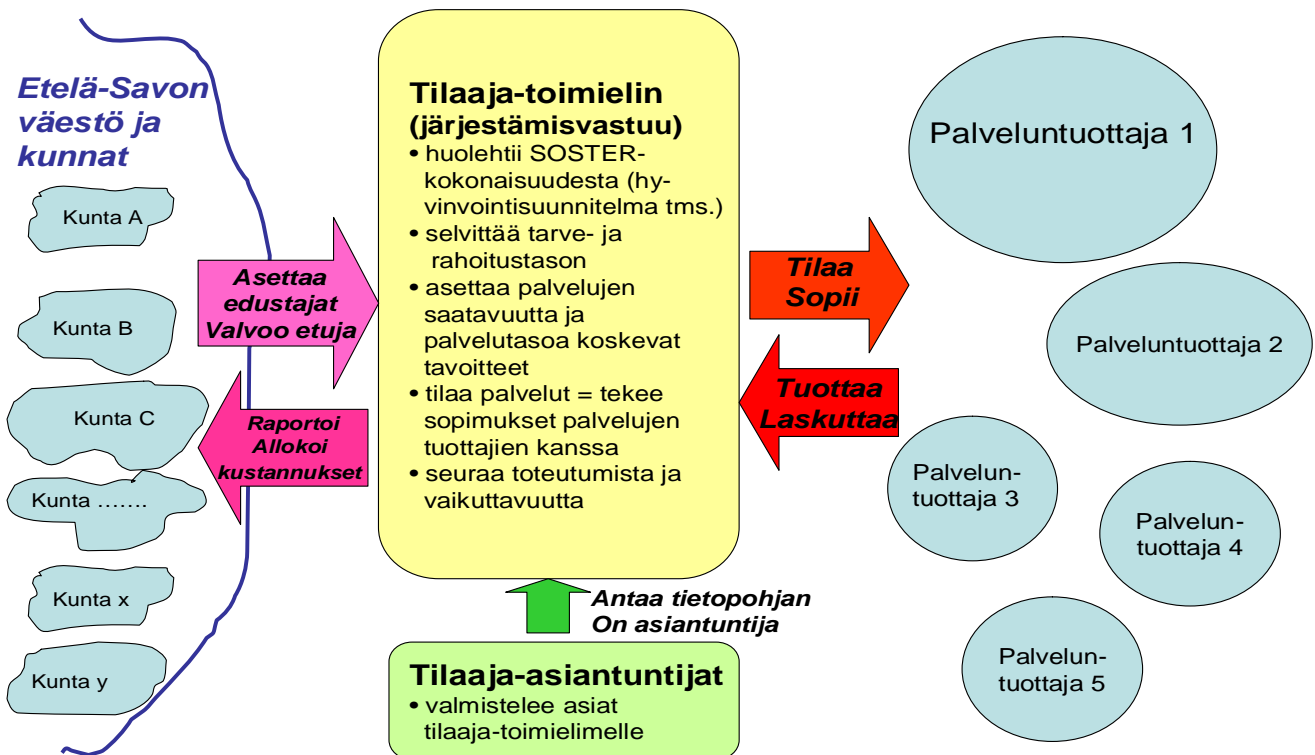 Etelä-Savon
väestö ja
kunnat
Kunta A
Kunta B
Kunta C
Kunta …….
Kunta x
Kunta y
Asettaa
edustajat
Valvoo etuja
Raportoi
Allokoi
kustannukset
Tilaaja-toimielin
(järjestämisvastuu)
• huolehtii SOSTER-
kokonaisuudesta (hy-
vinvointisuunnitelma tms.)
• selvittää tarve- ja
rahoitustason
• asettaa palvelujen
saatavuutta ja
palvelutasoa koskevat
tavoitteet
• tilaa palvelut = tekee
sopimukset palvelujen
tuottajien kanssa
• seuraa toteutumista ja
vaikuttavuutta
Antaa tietopohjan
On asiantuntija
Tilaaja-asiantuntijat
• valmistelee asiat
tilaaja-toimielimelle
Tilaa
Sopii
Tuottaa
Laskuttaa
Palveluntuottaja 1
Palveluntuottaja 2
Palvelun-
tuottaja 3
Palvelun-
tuottaja 4
Palvelun-
tuottaja 5